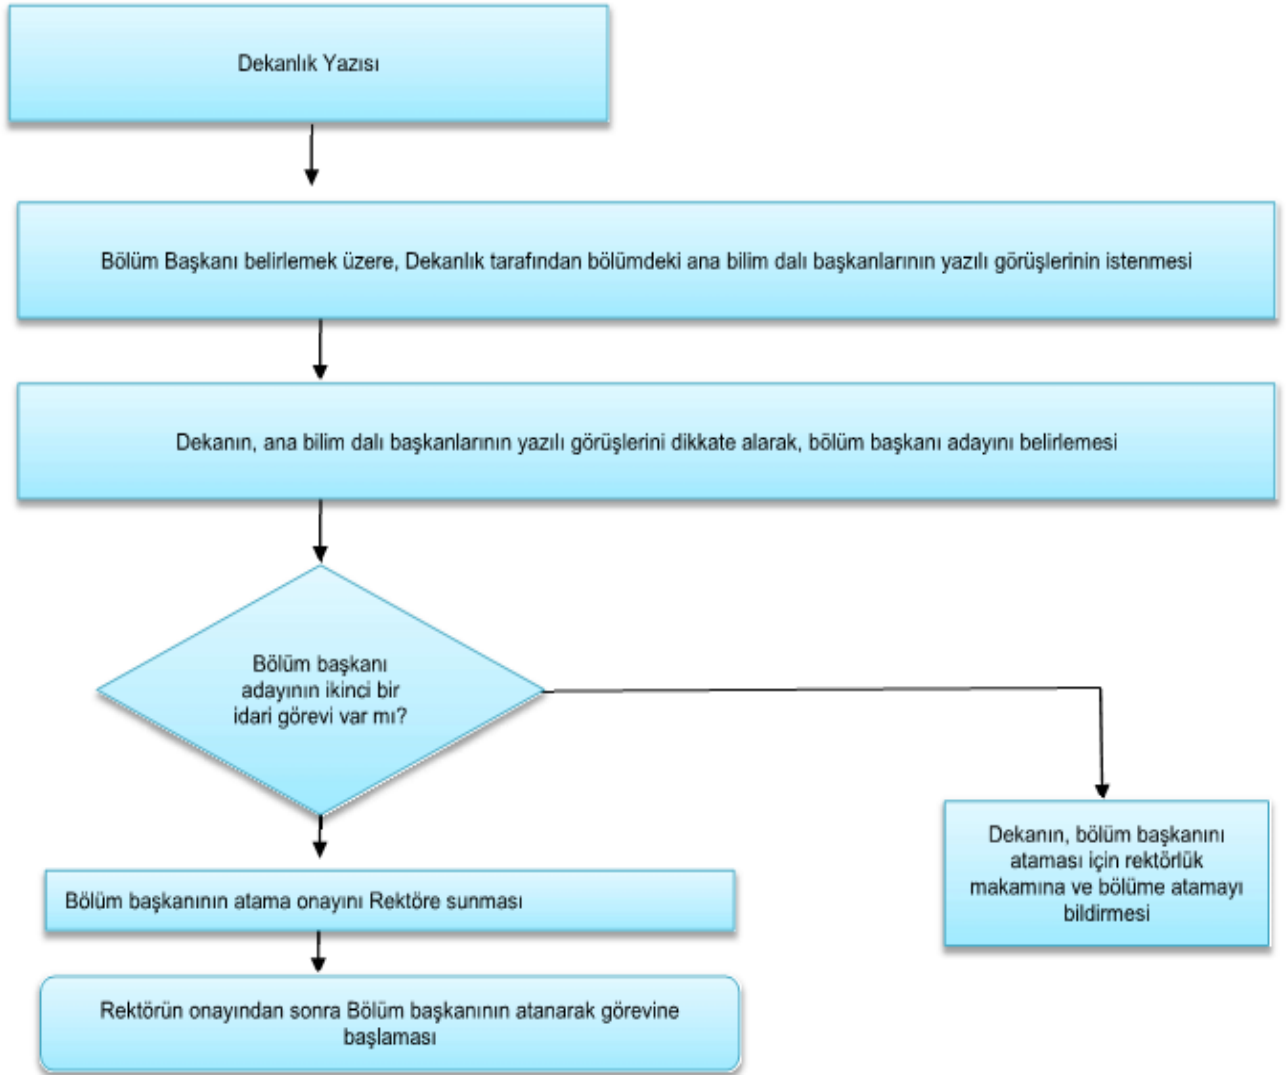 Dekanlık Yazısı
Bölüm Başkanı belirlemek üzere, Dekanlık tarafından bölümdeki ana bilim dalı başkanlarının yazılı görüşlerinin istenmesi
Dekanın, ana bilim dalı başkanlarının yazılı görüşlerini dikkate alarak, bölüm başkanı adayını belirlemesi
Bölüm başkanı
adayının ikinci bir
idari görevi var mı?
Dekanın, bölüm başkanını
ataması için rektörlük
makamına ve bölüme atamayı
bildirmesi
Bölüm başkanının atama onayını Rektöre sunması
Rektörün onayından sonra Bölüm başkanının atanarak görevine
başlaması